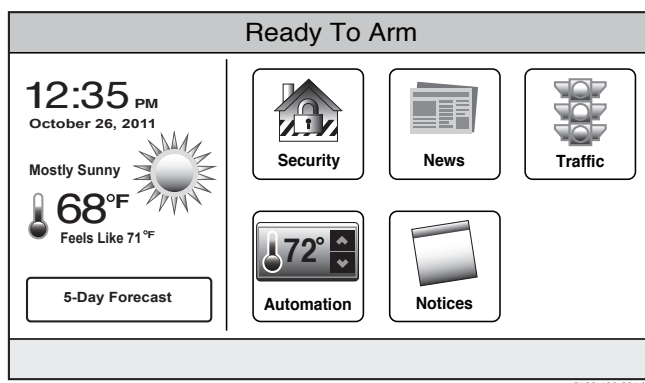 Ready To Arm
12:35 PM
October 26, 2011
Mostly Sunny
68°F
Feels Like 71°F
5-Day Forecast
Security
News
Traffic
72°
Automation
Notices